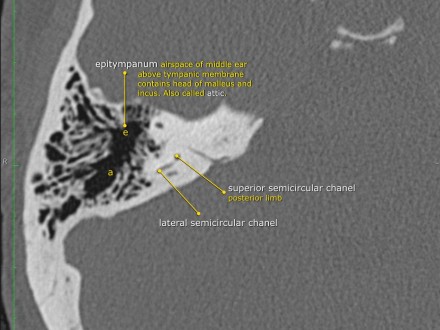 epitympanum airspace of middle ear
above tympanic membrane
contains head of malleus and
incus. Also called attic.
e
a
R
superior semicircular chanel
posterior limb
lateral semicircular chanel